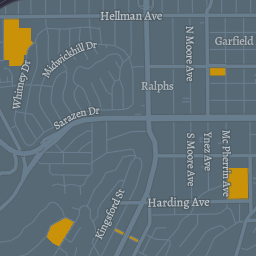 Hellman Ave
Midwickhill Dr
N Moore Ave
Garfield
Whitney Dr
Ralphs
Sarazen Dr
S Moore Ave
Ynez Ave
Mc Pherrin Ave
Kingsford St
Harding Ave